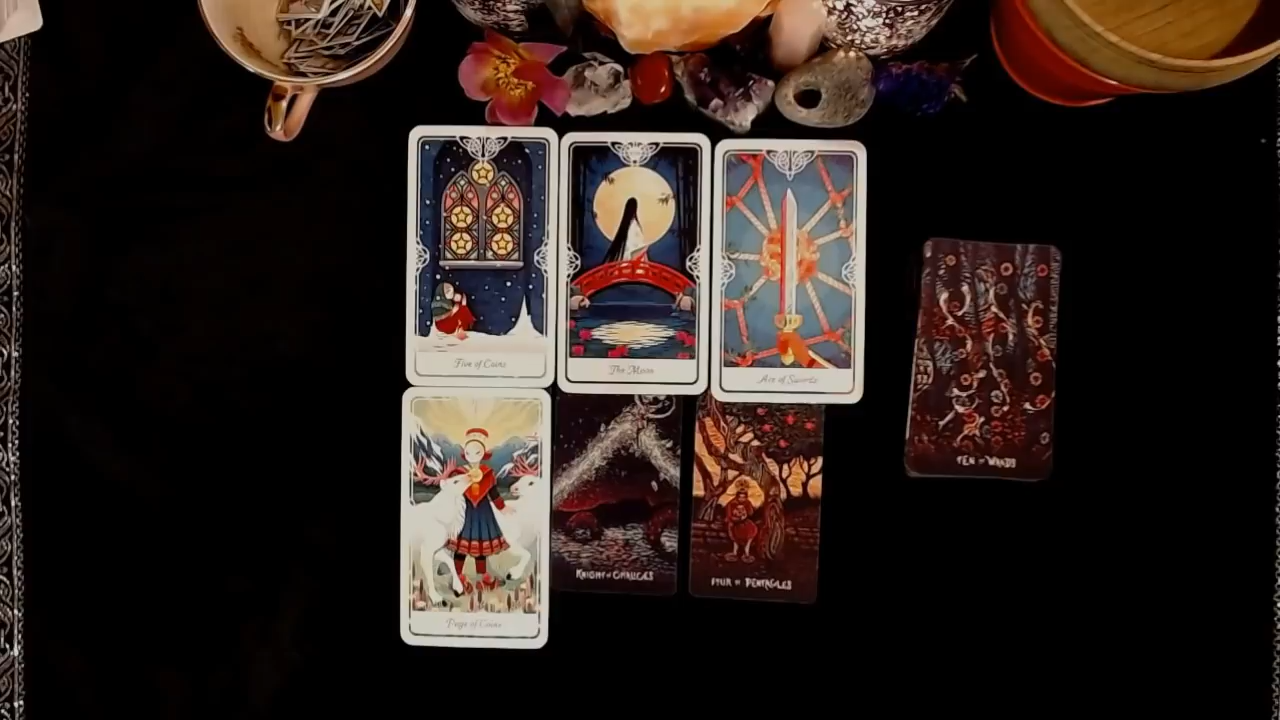 Five of Coins
The Moon
Ace of Swords
TEN OF WANDS
KNIGHT OF CHALICES
FOUR OF PENTACLES
Page of Coins